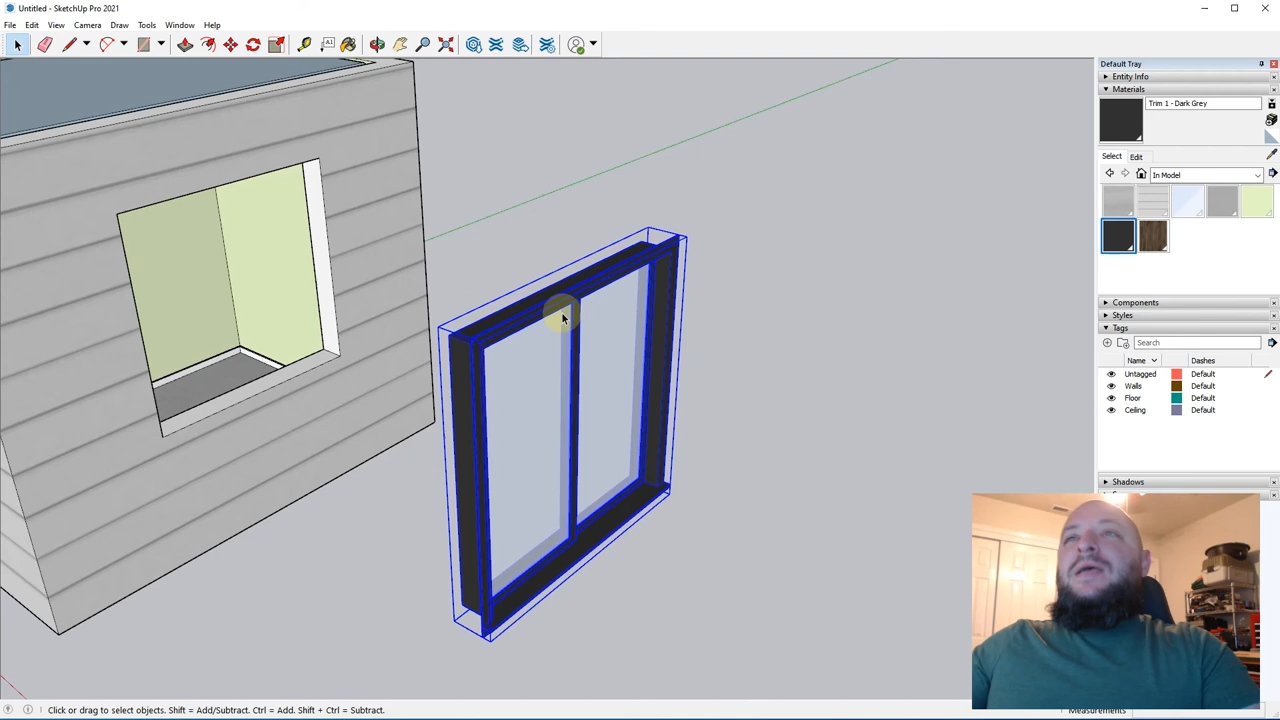 Untitled - SketchUp Pro 2021
File Edit View Camera Draw Tools Window Help
Default Tray
Entity Info
Materials
Trim 1 - Dark Grey
Select Edit
In Model
Components
Styles
Tags
Search
Name Dashes
Untagged Default
Walls Default
Floor Default
Ceiling Default
Shadows
Click or drag to select objects. Shift = Add/Subtract. Ctrl = Add. Shift + Ctrl = Subtract.
Measurements